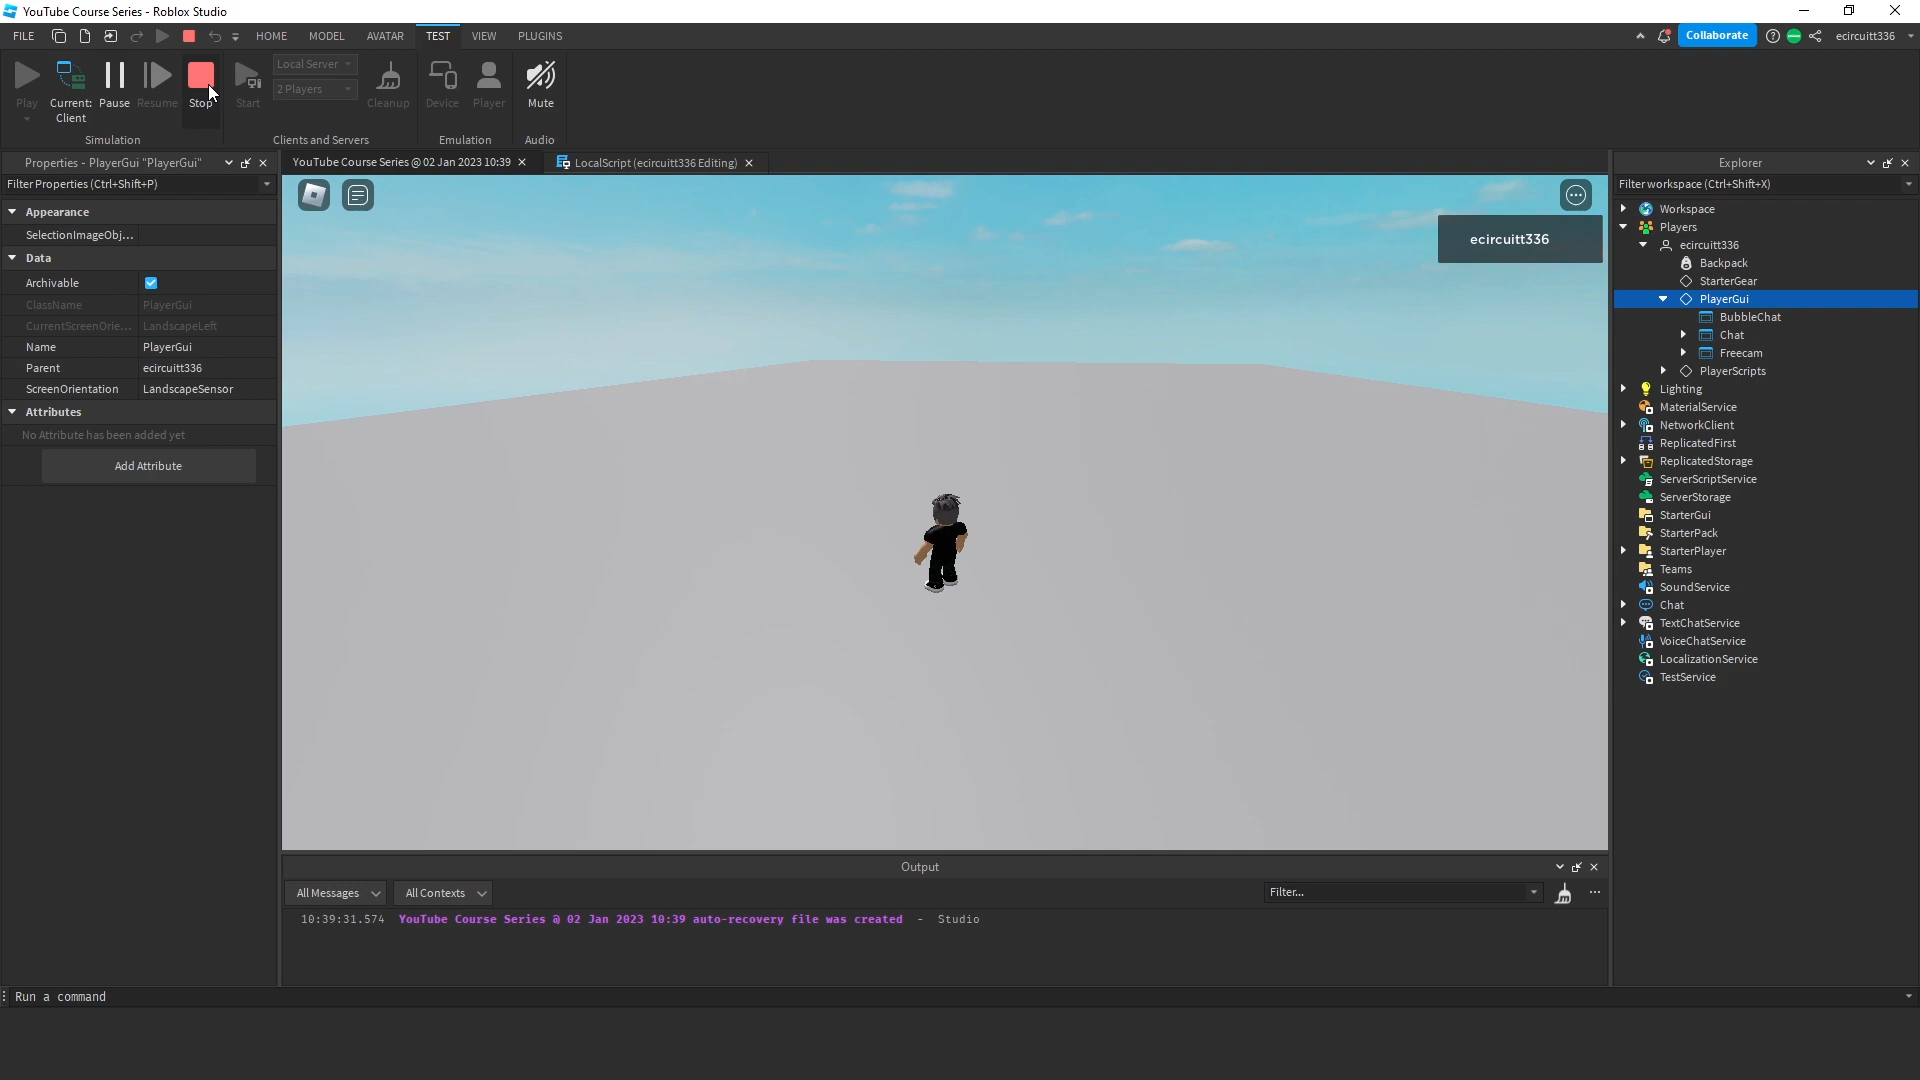 YouTube Course Series - Roblox Studio
FILE HOME MODEL AVATAR TEST VIEW PLUGINS Collaborate ecircuitt336
Play
Current: Client
Pause
Resume
Stop
Simulation
Start
Local Server
2 Players
Cleanup
Clients and Servers
Device
Player
Emulation
Mute
Audio
Properties - PlayerGui "PlayerGui"
Filter Properties (Ctrl+Shift+P)
Appearance
SelectionImageObj...
Data
Archivable
ClassName PlayerGui
CurrentScreenOrie... LandscapeLeft
Name PlayerGui
Parent ecircuitt336
ScreenOrientation LandscapeSensor
Attributes
No Attribute has been added yet
Add Attribute
YouTube Course Series @ 02 Jan 2023 10:39
LocalScript (ecircuitt336 Editing)
ecircuitt336
Output
All Messages All Contexts Filter...
10:39:31.574 YouTube Course Series @ 02 Jan 2023 10:39 auto-recovery file was created - Studio
Run a command
Explorer
Filter workspace (Ctrl+Shift+X)
Workspace
Players
ecircuitt336
Backpack
StarterGear
PlayerGui
BubbleChat
Chat
Freecam
PlayerScripts
Lighting
MaterialService
NetworkClient
ReplicatedFirst
ReplicatedStorage
ServerScriptService
ServerStorage
StarterGui
StarterPack
StarterPlayer
Teams
SoundService
Chat
TextChatService
VoiceChatService
LocalizationService
TestService